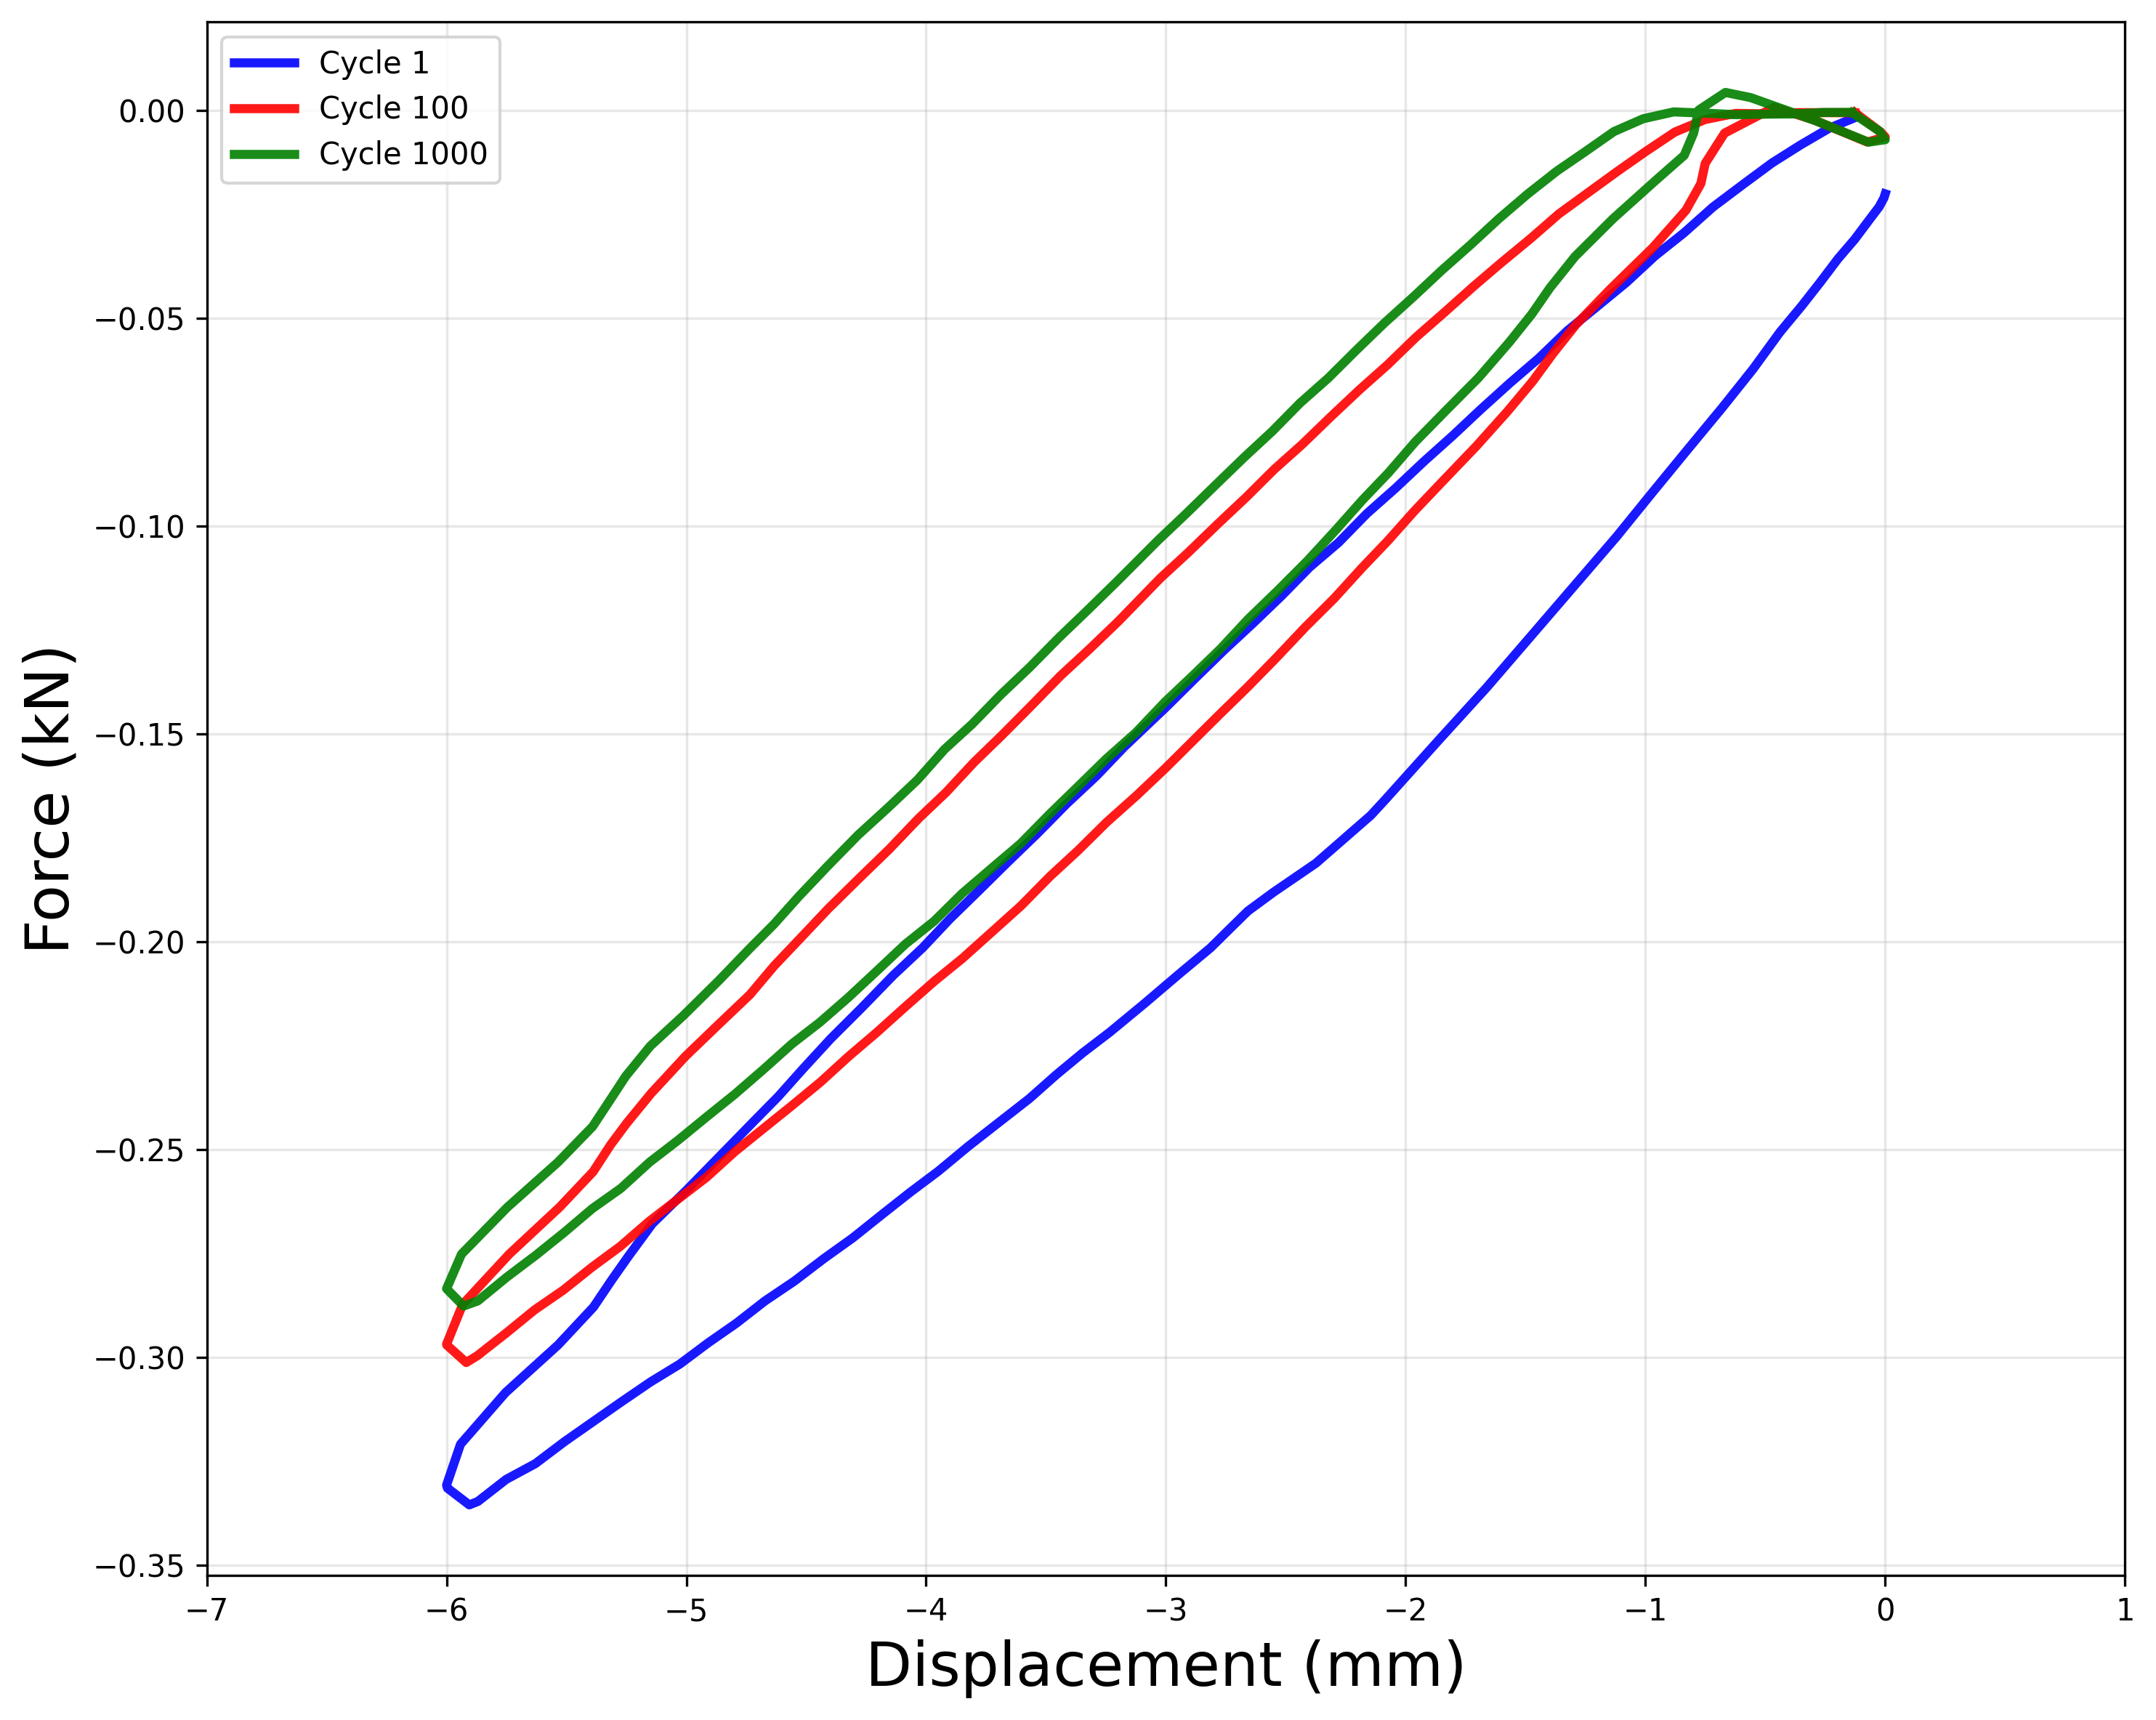 Cycle 1
Cycle 100
Cycle 1000
0.00
−0.05
−0.10
−0.15
−0.20
−0.25
−0.30
−0.35
Force (kN)
−7 −6 −5 −4 −3 −2 −1 0 1
Displacement (mm)